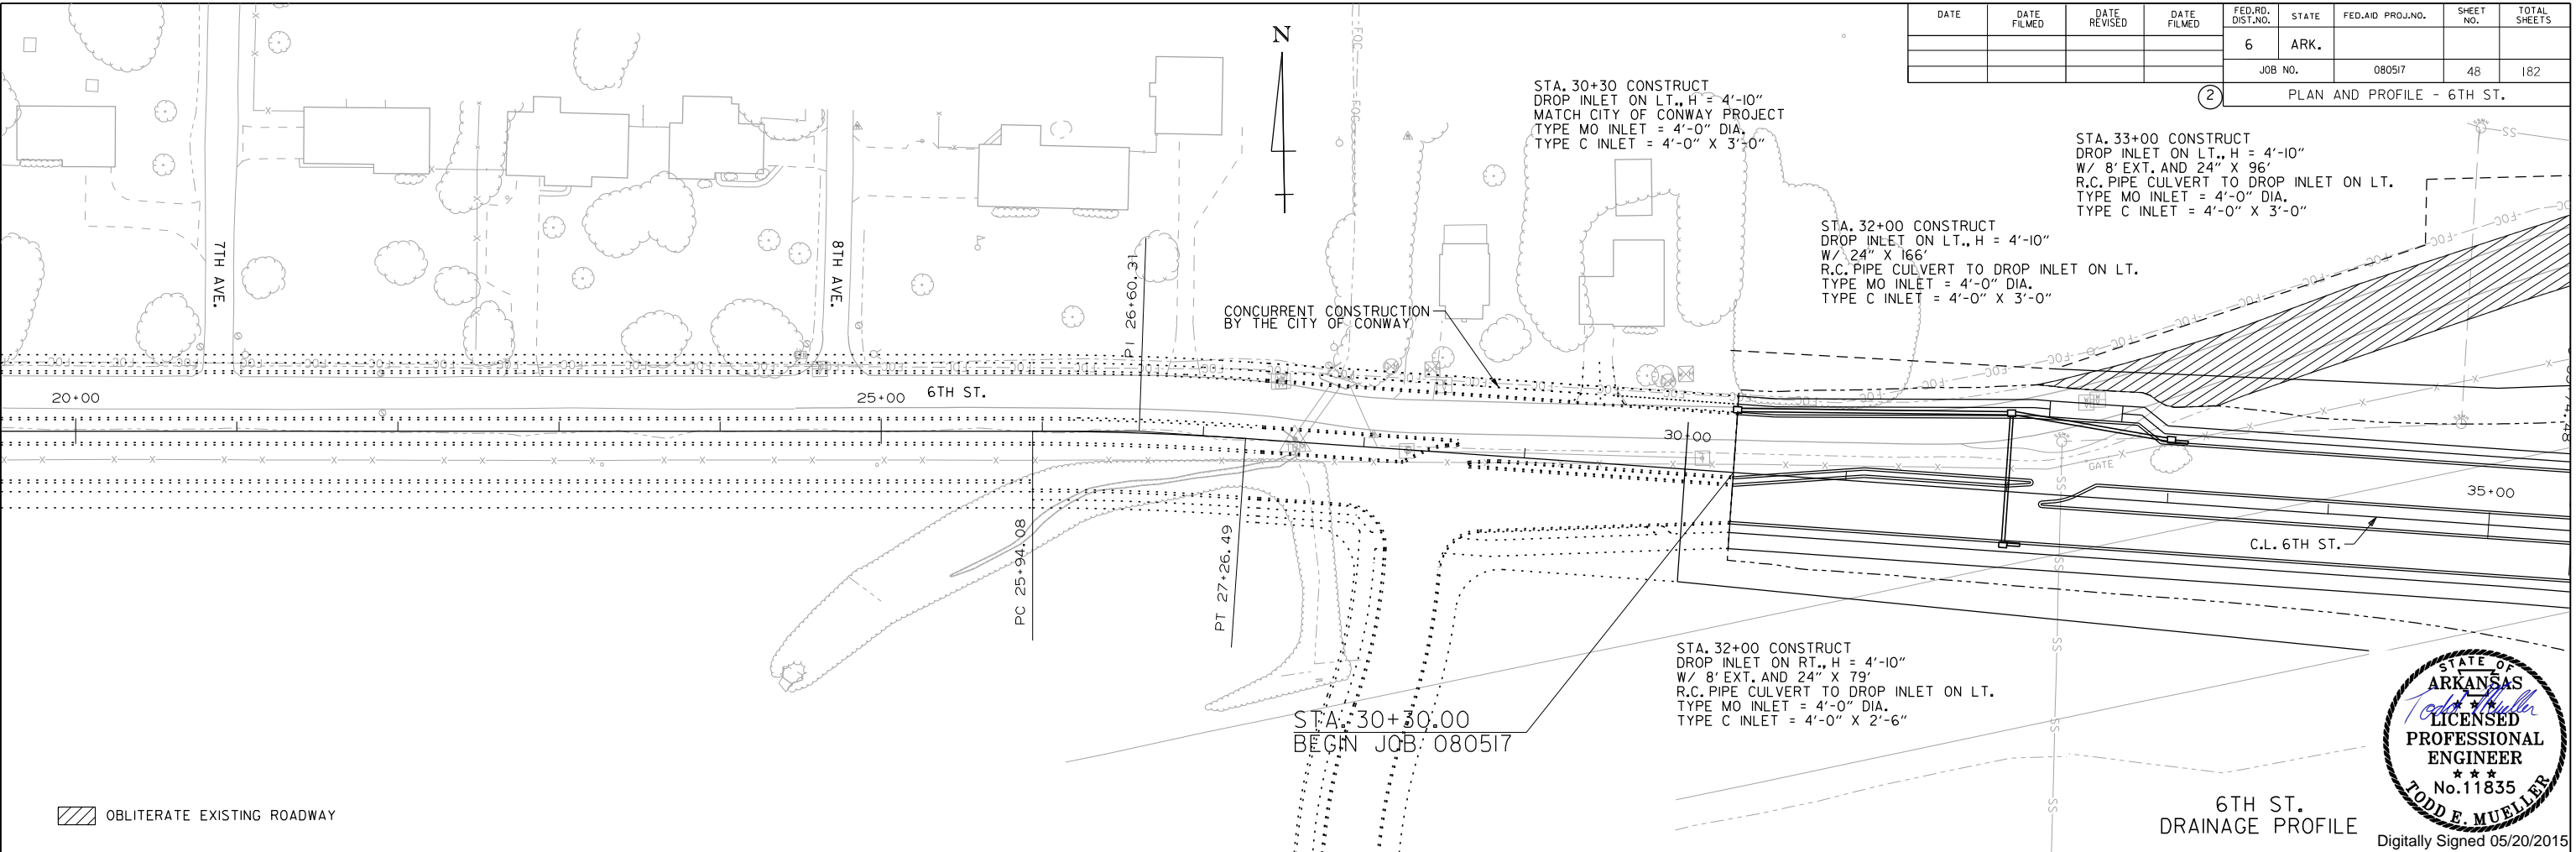 DATE
DATE FILMED
DATE REVISED
DATE FILMED
FED.RD. DIST.NO.
STATE
FED.AID PROJ.NO.
SHEET NO.
TOTAL SHEETS
6
ARK.
JOB NO.
080517
48
182
2
PLAN AND PROFILE - 6TH ST.
N
STA. 30+30 CONSTRUCT
DROP INLET ON LT., H = 4'-10"
MATCH CITY OF CONWAY PROJECT
TYPE MO INLET = 4'-0" DIA.
TYPE C INLET = 4'-0" X 3'-0"
STA. 33+00 CONSTRUCT
DROP INLET ON LT., H = 4'-10"
W/ 8' EXT. AND 24" X 96'
R.C. PIPE CULVERT TO DROP INLET ON LT.
TYPE MO INLET = 4'-0" DIA.
TYPE C INLET = 4'-0" X 3'-0"
STA. 32+00 CONSTRUCT
DROP INLET ON LT., H = 4'-10"
W/ 24" X 166'
R.C. PIPE CULVERT TO DROP INLET ON LT.
TYPE MO INLET = 4'-0" DIA.
TYPE C INLET = 4'-0" X 3'-0"
7TH AVE.
8TH AVE.
PI 26+60.31
CONCURRENT CONSTRUCTION
BY THE CITY OF CONWAY
20+00
25+00
6TH ST.
30+00
GATE
35+00
C.L. 6TH ST.
PC 25+94.08
PT 27+26.49
STA. 32+00 CONSTRUCT
DROP INLET ON RT., H = 4'-10"
W/ 8' EXT. AND 24" X 79'
R.C. PIPE CULVERT TO DROP INLET ON LT.
TYPE MO INLET = 4'-0" DIA.
TYPE C INLET = 4'-0" X 2'-6"
STA. 30+30.00
BEGIN JOB 080517
STATE OF
ARKANSAS
Todd Mueller
LICENSED
PROFESSIONAL
ENGINEER
No.11835
TODD E. MUELLER
OBLITERATE EXISTING ROADWAY
6TH ST.
DRAINAGE PROFILE
Digitally Signed 05/20/2015